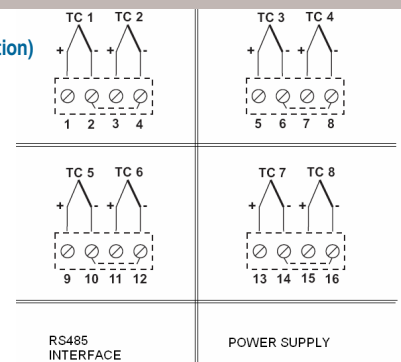 tion)
TC 1 TC 2
+ - + -
1 2 3 4
TC 3 TC 4
+ - + -
5 6 7 8
TC 5 TC 6
+ - + -
9 10 11 12
TC 7 TC 8
+ - + -
13 14 15 16
RS485
INTERFACE
POWER SUPPLY